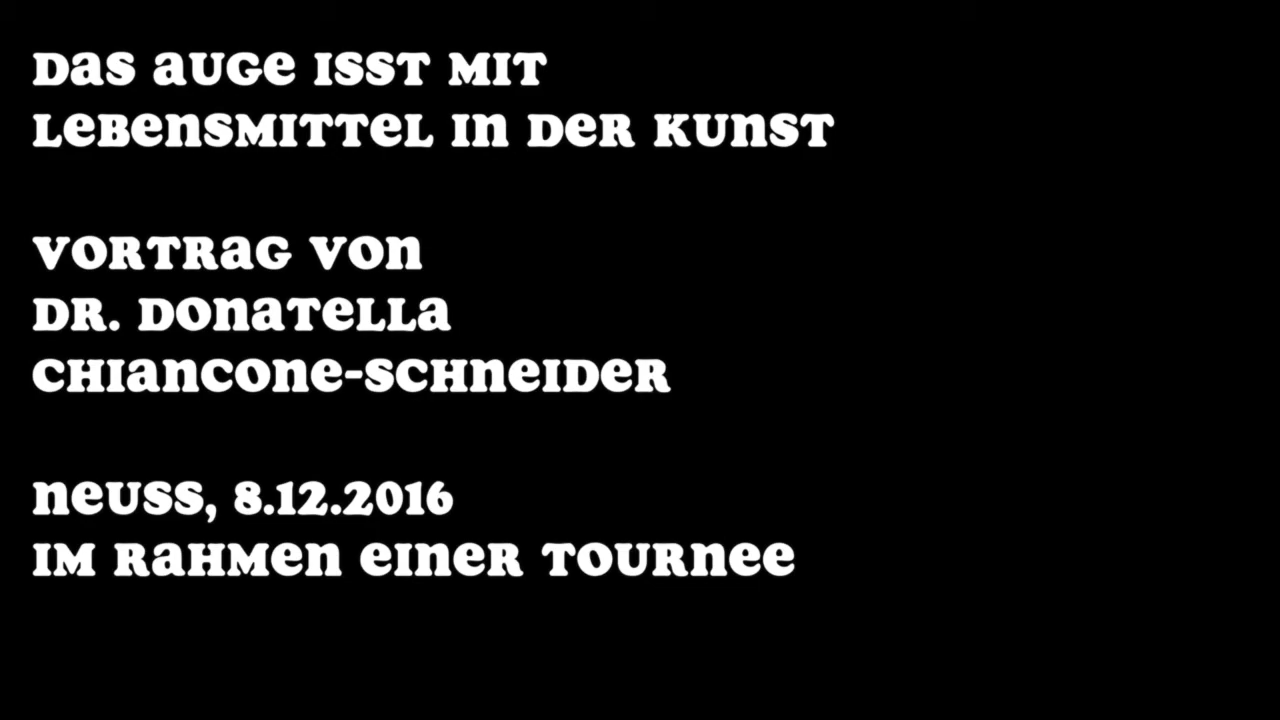 Das Auge isst mit
Lebensmittel in der Kunst
Vortrag von
Dr. Donatella
Chiancone-Schneider
Neuss, 8.12.2016
im Rahmen einer Tournee